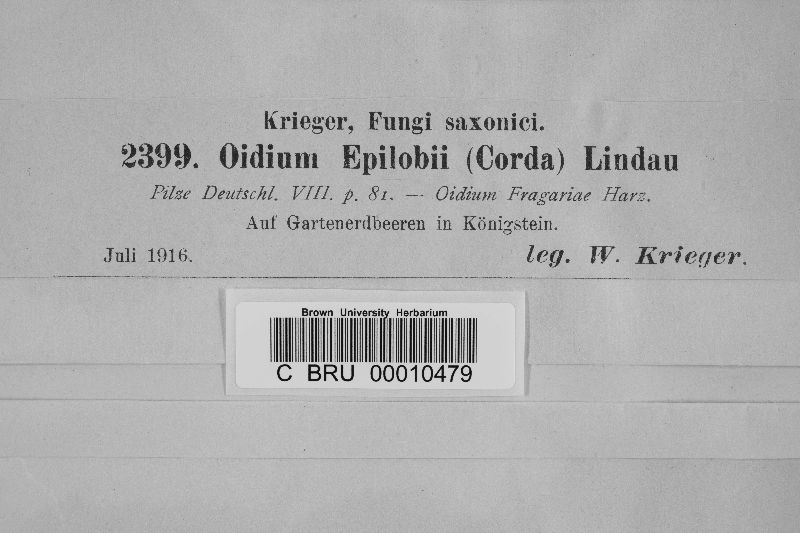 Krieger, Fungi saxonici.
2399. Oidium Epilobii (Corda) Lindau
Pilze Deutschl. VIII. p. 81. — Oidium Fragariae Harz.
Auf Gartenerdbeeren in Königstein.
Juli 1916. leg. W. Krieger.
Brown University Herbarium
C BRU 00010479